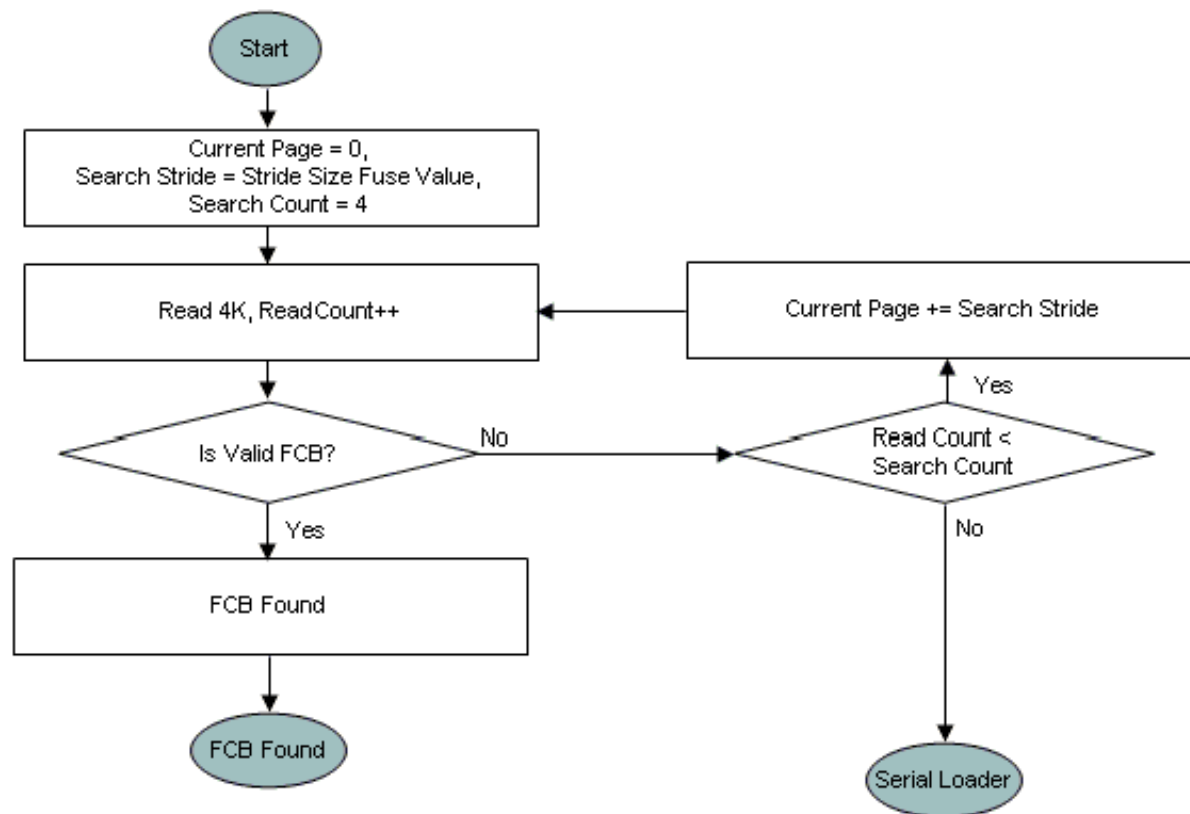 Start
Current Page = 0,
Search Stride = Stride Size Fuse Value,
Search Count = 4
Read 4K, ReadCount++
Current Page += Search Stride
Yes
Is Valid FCB?
No
Read Count <
Search Count
Yes
No
FCB Found
FCB Found
Serial Loader